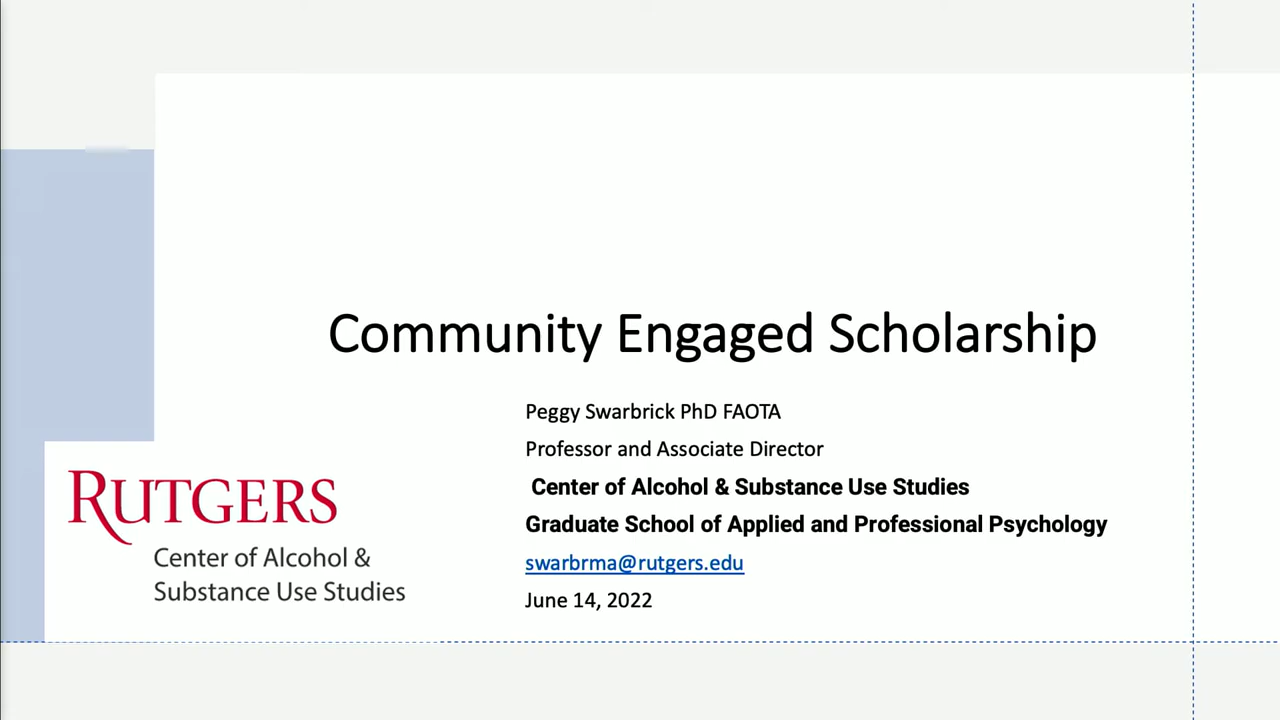 Community Engaged Scholarship
Peggy Swarbrick PhD FAOTA
Professor and Associate Director
Center of Alcohol & Substance Use Studies
Graduate School of Applied and Professional Psychology
swarbrma@rutgers.edu
June 14, 2022
RUTGERS
Center of Alcohol &
Substance Use Studies